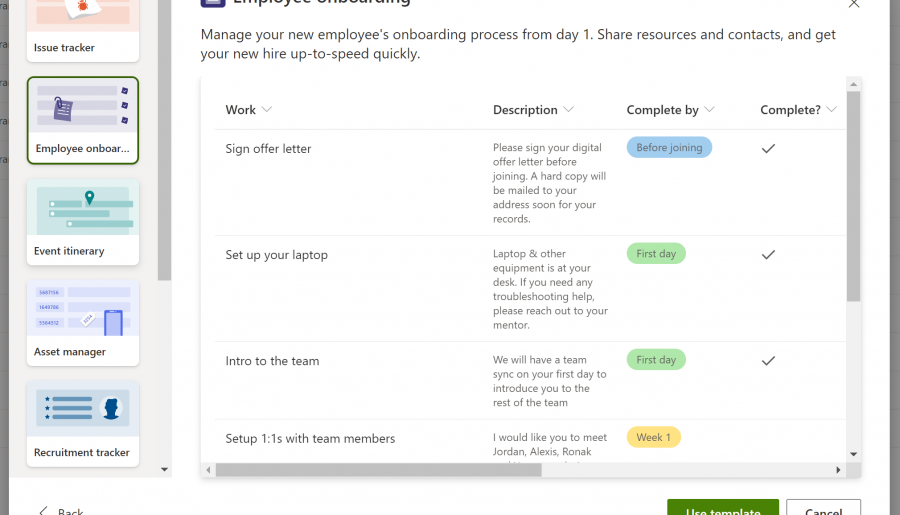 Employee onboarding
Manage your new employee's onboarding process from day 1. Share resources and contacts, and get
your new hire up-to-speed quickly.
Issue tracker
Employee onboar...
Event itinerary
Asset manager
Recruitment tracker
Work
Description
Complete by
Complete?
Sign offer letter
Please sign your digital
offer letter before
joining. A hard copy will
be mailed to your
address soon for your
records.
Before joining
Set up your laptop
Laptop & other
equipment is at your
desk. If you need any
troubleshooting help,
please reach out to your
mentor.
First day
Intro to the team
We will have a team
sync on your first day to
introduce you to the
rest of the team
First day
Setup 1:1s with team members
I would like you to meet
Jordan, Alexis, Ronak
Week 1
Back
Use template
Cancel